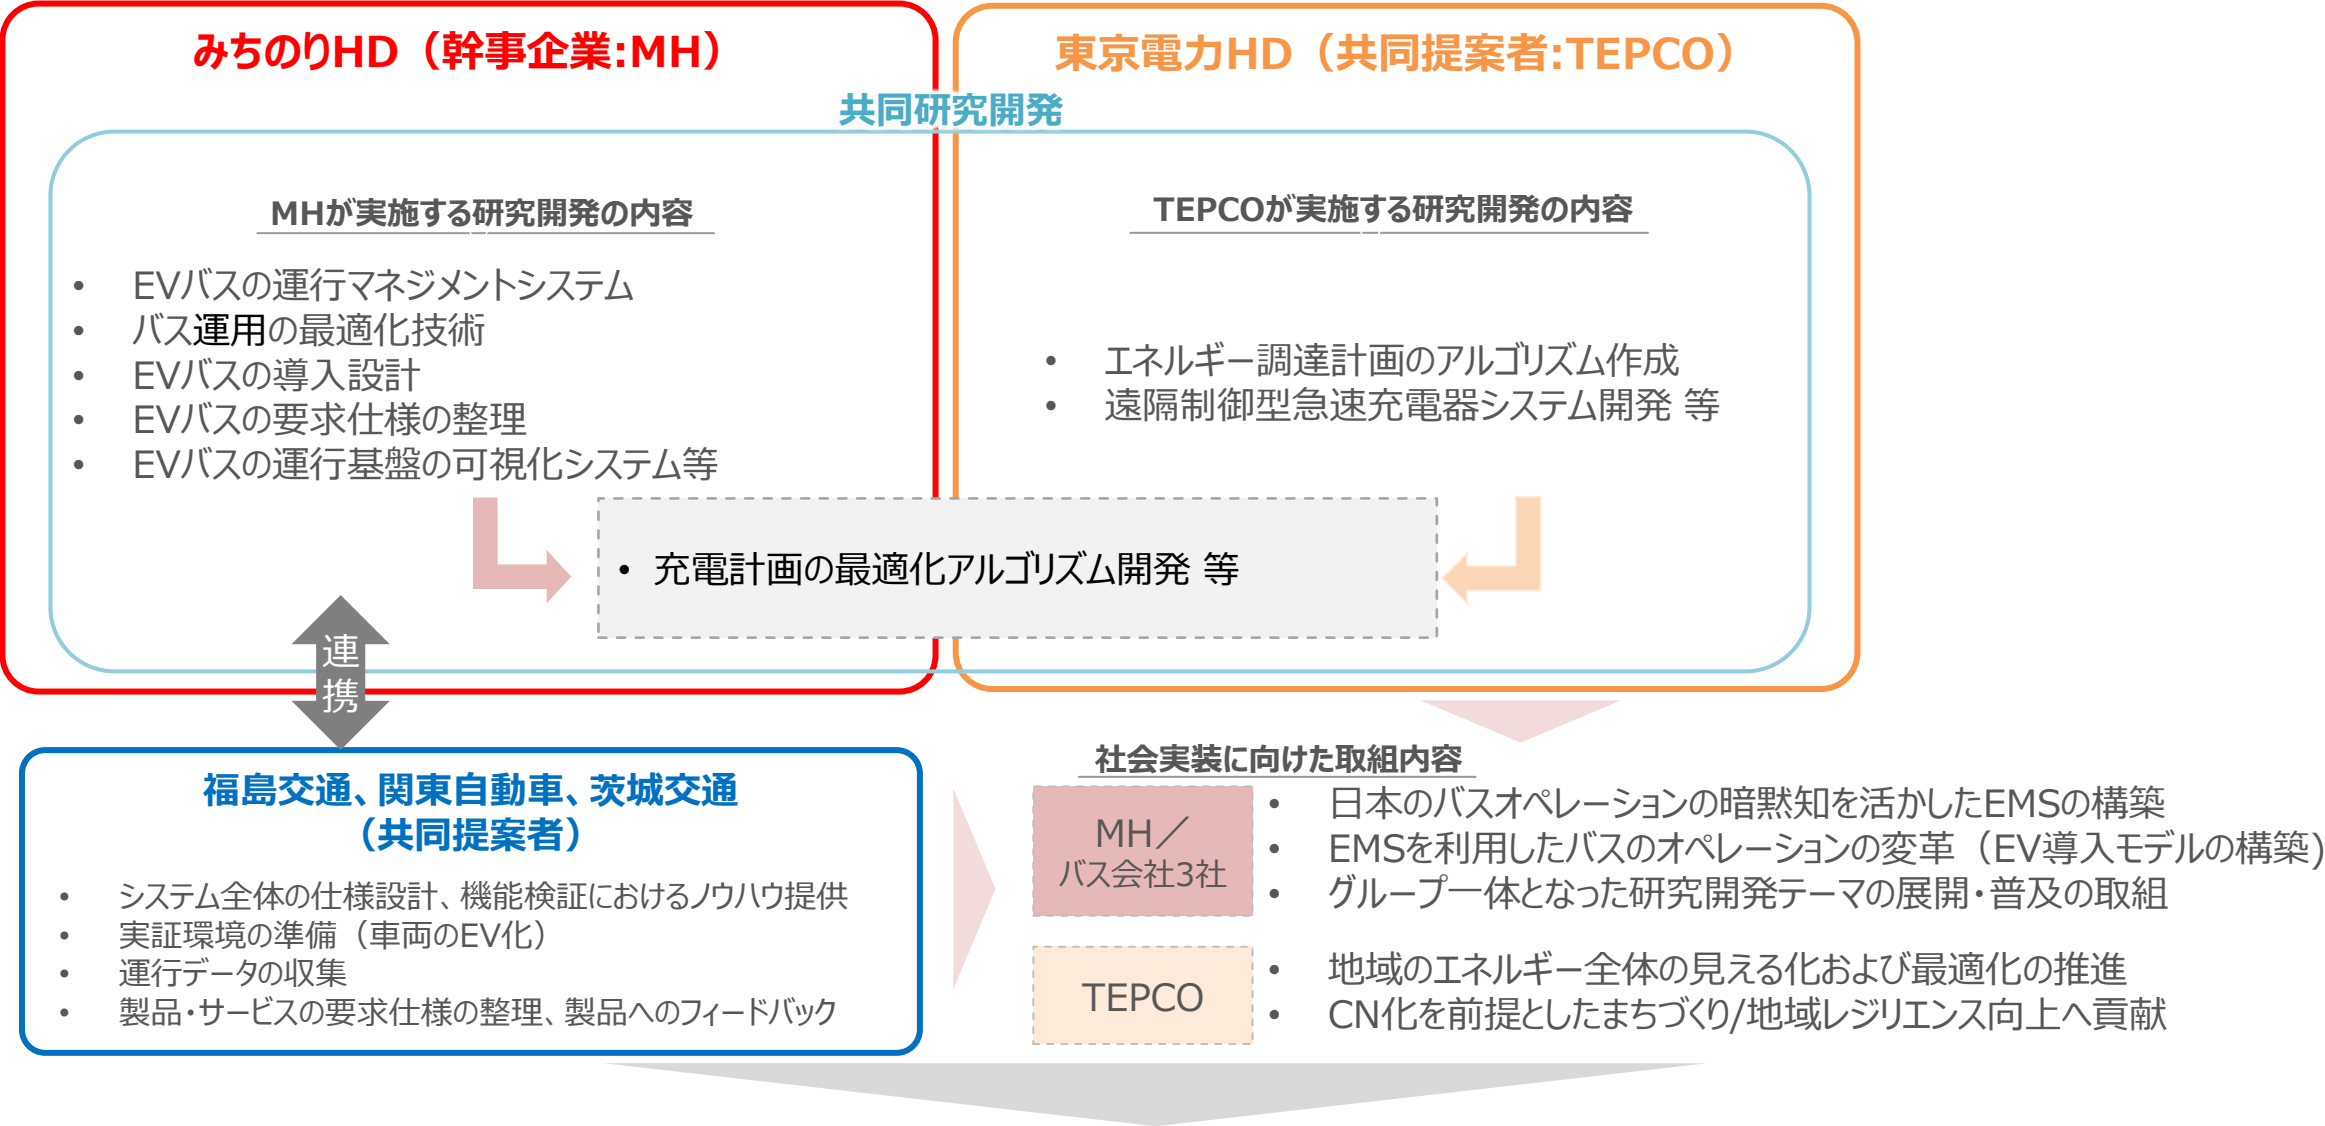 みちのりHD（幹事企業:MH）
東京電力HD（共同提案者:TEPCO）
共同研究開発
MHが実施する研究開発の内容
• EVバスの運行マネジメントシステム
• バス運用の最適化技術
• EVバスの導入設計
• EVバスの要求仕様の整理
• EVバスの運行基盤の可視化システム等
TEPCOが実施する研究開発の内容
• エネルギー調達計画のアルゴリズム作成
• 遠隔制御型急速充電器システム開発 等
• 充電計画の最適化アルゴリズム開発 等
連
携
福島交通、関東自動車、茨城交通
（共同提案者）
• システム全体の仕様設計、機能検証におけるノウハウ提供
• 実証環境の準備（車両のEV化）
• 運行データの収集
• 製品・サービスの要求仕様の整理、製品へのフィードバック
社会実装に向けた取組内容
MH／
バス会社3社
• 日本のバスオペレーションの暗黙知を活かしたEMSの構築
• EMSを利用したバスのオペレーションの変革（EV導入モデルの構築)
• グループ一体となった研究開発テーマの展開・普及の取組
TEPCO
• 地域のエネルギー全体の見える化および最適化の推進
• CN化を前提としたまちづくり/地域レジリエンス向上へ貢献